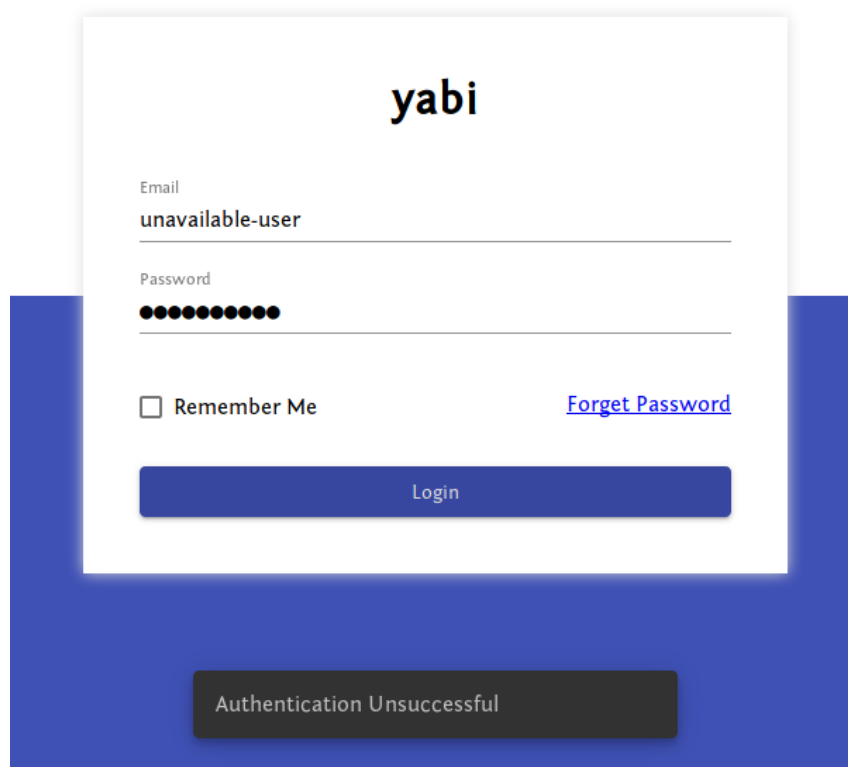 yabi
Email
unavailable-user
Password
●●●●●●●●●●
Remember Me
Forget Password
Login
Authentication Unsuccessful